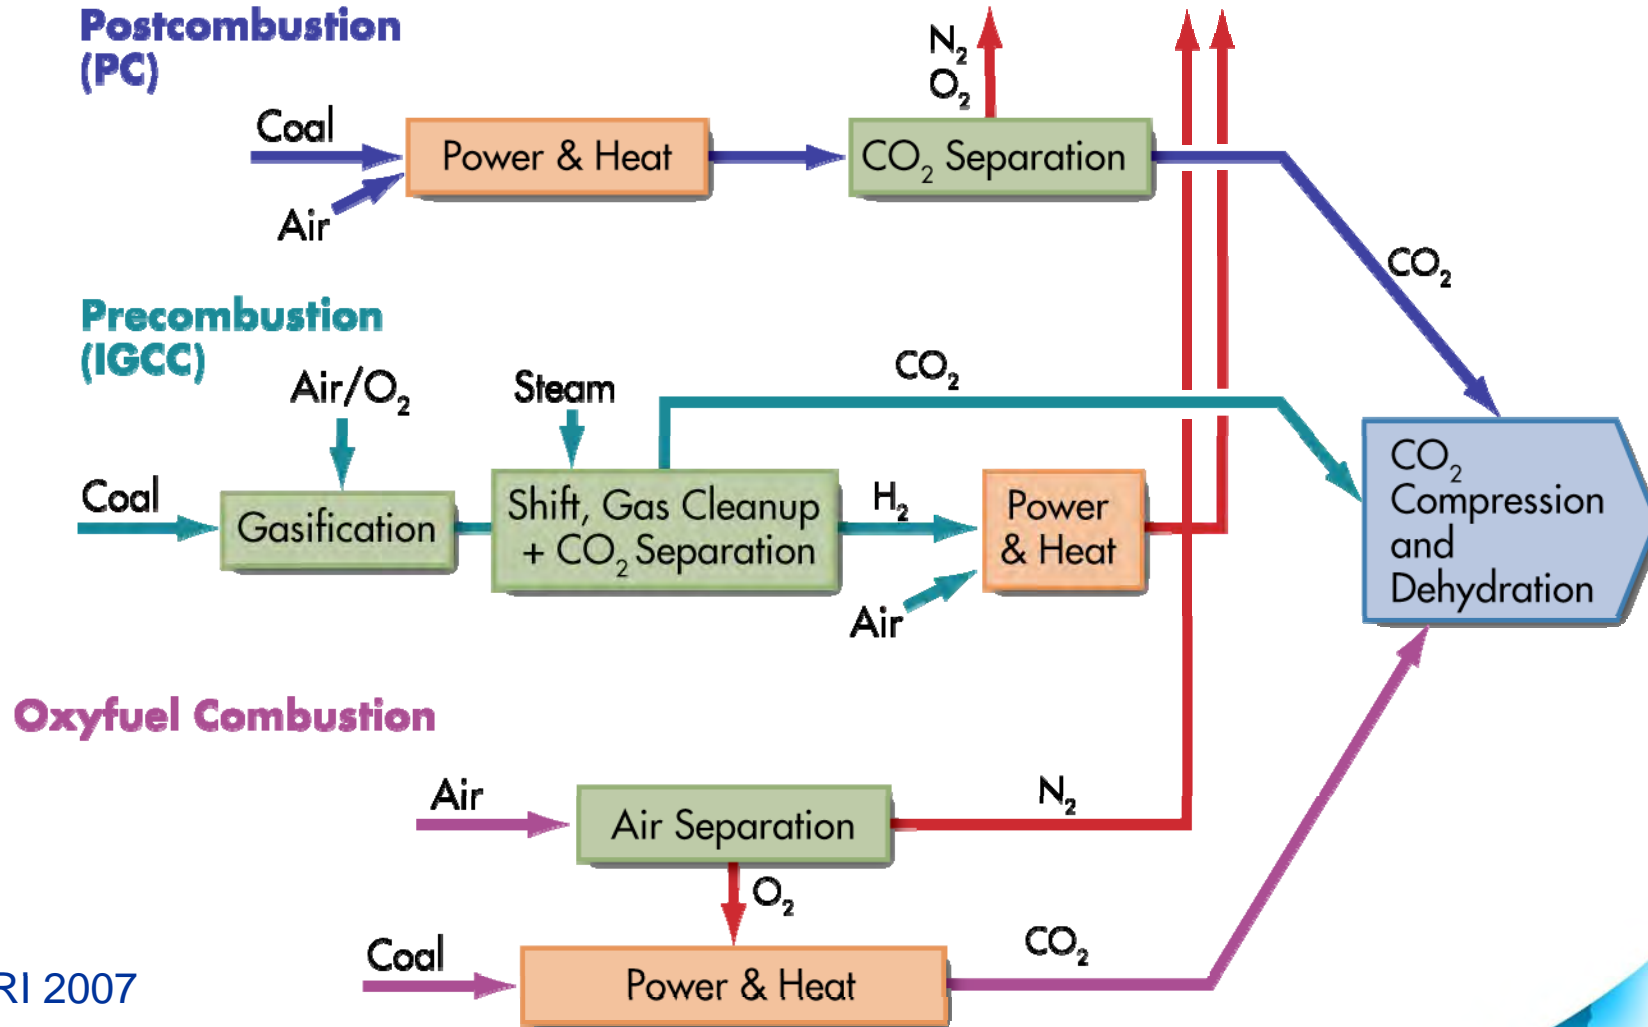 Postcombustion
(PC)
N₂
O₂
Coal
Power & Heat
CO₂ Separation
Air
CO₂
Precombustion
(IGCC)
Air/O₂
Steam
CO₂
Coal
Gasification
Shift, Gas Cleanup
+ CO₂ Separation
H₂
Power
& Heat
Air
CO₂
Compression
and
Dehydration
Oxyfuel Combustion
Air
Air Separation
N₂
O₂
Coal
Power & Heat
CO₂
RI 2007